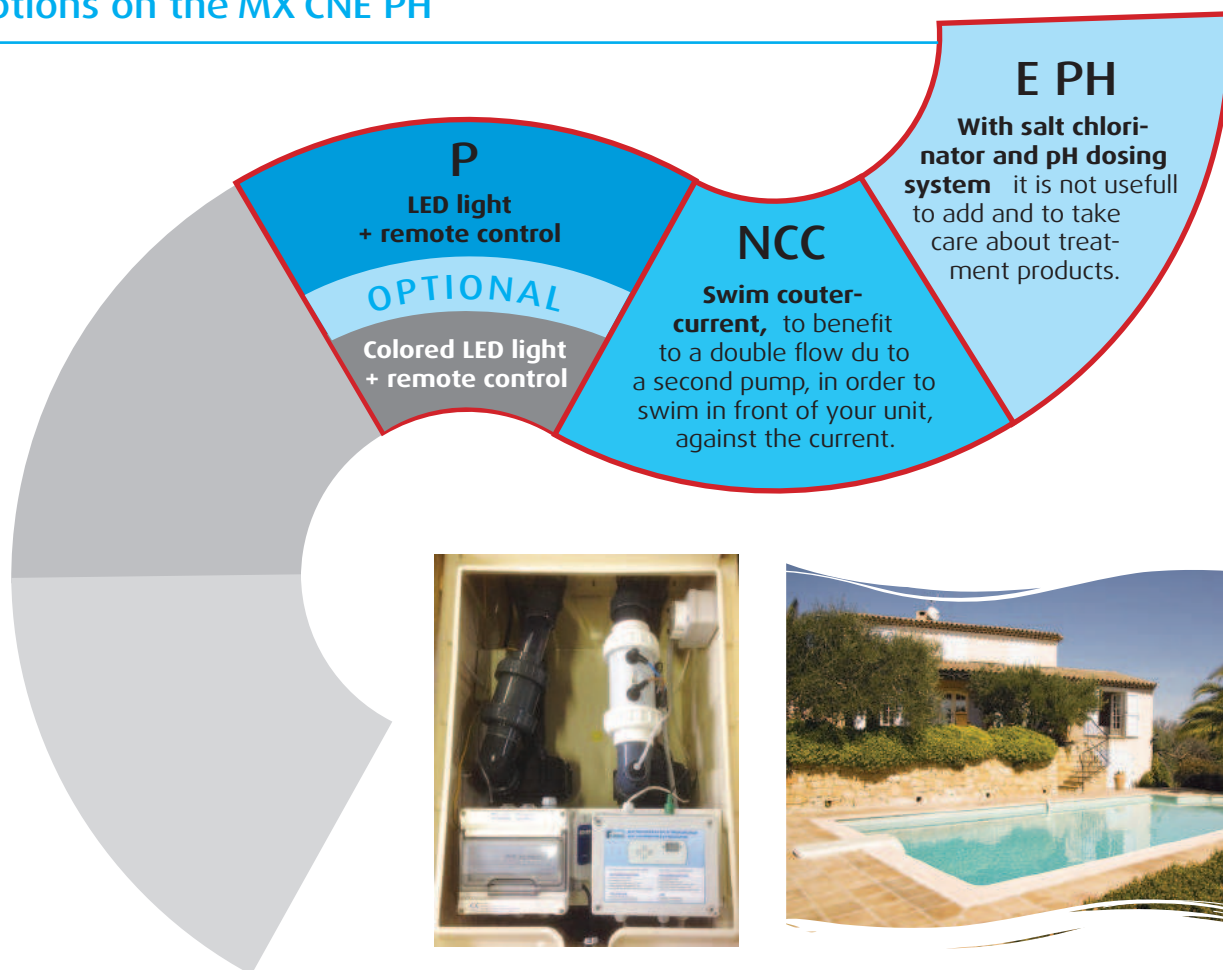 ptions on the MX CNE PH
E PH
With salt chlori-
nator and pH dosing
system it is not usefull
to add and to take
care about treat-
ment products.
P
LED light
+ remote control
OPTIONAL
Colored LED light
+ remote control
NCC
Swim couter-
current, to benefit
to a double flow du to
a second pump, in order to
swim in front of your unit,
against the current.